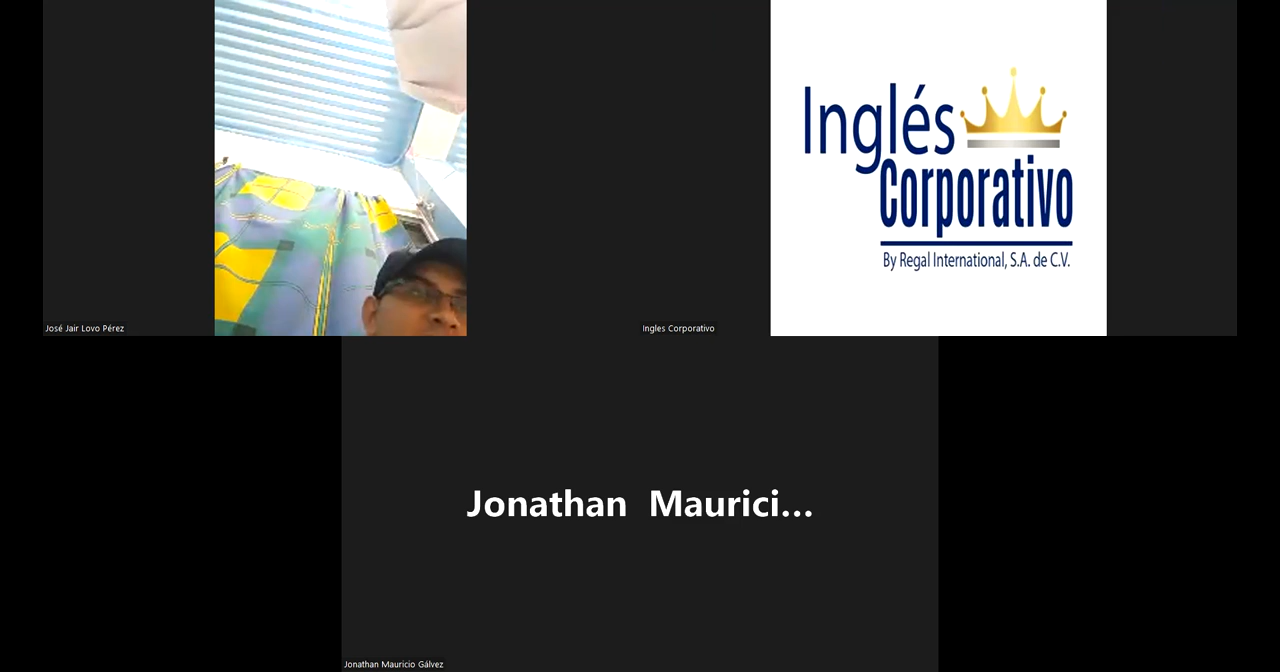 Inglés
Corporativo
By Regal International, S.A. de C.V.
José Jair Lovo Pérez
Ingles Corporativo
Jonathan Maurici...
Jonathan Mauricio Gálvez